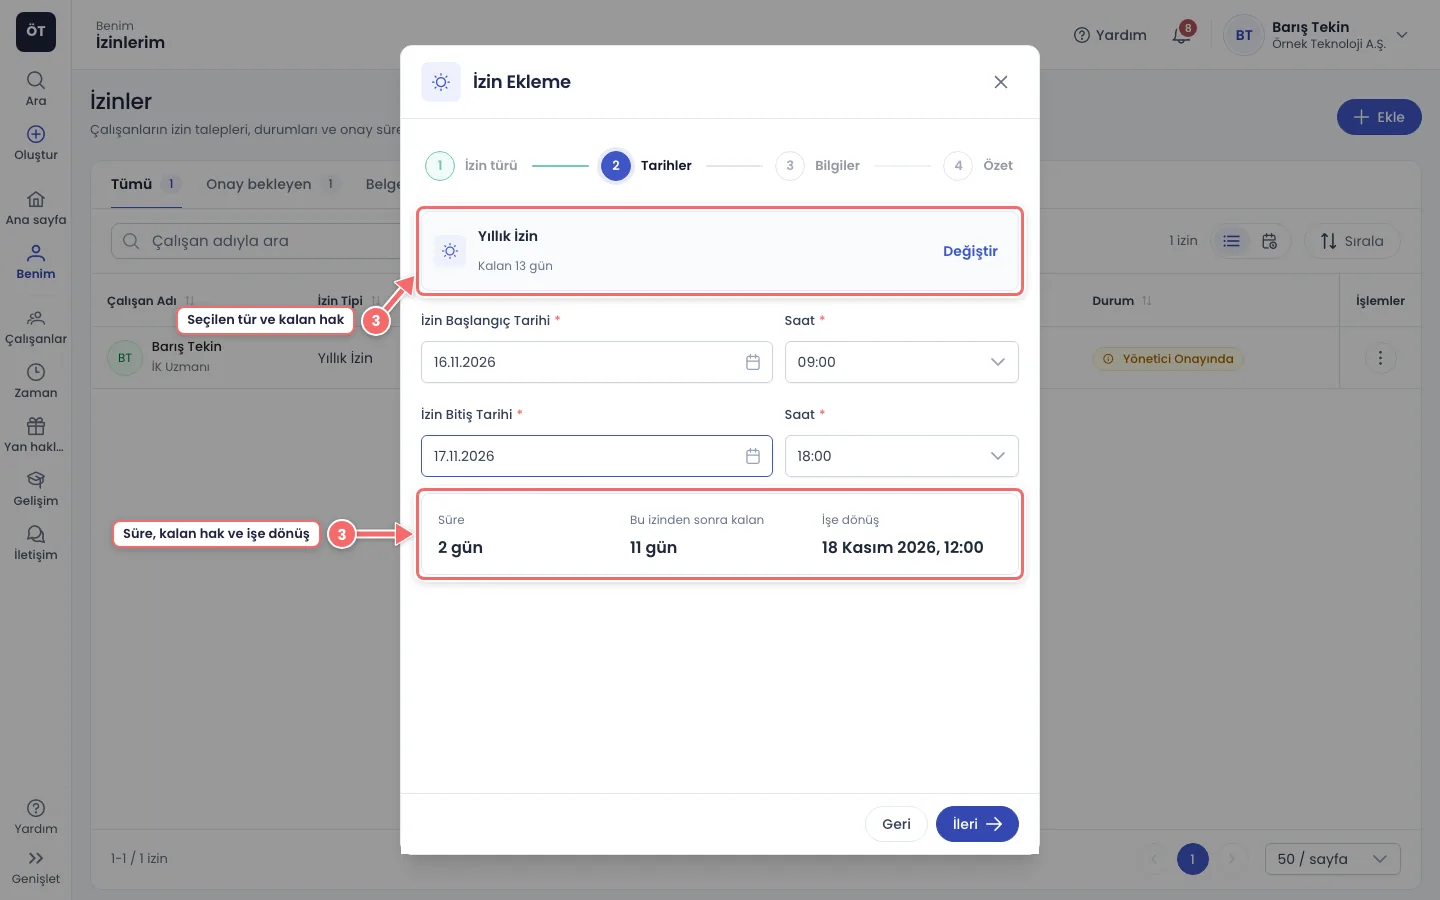 ÖT
Ara
Oluştur
Ana sayfa
Benim
Çalışanlar
Zaman
Yan hakl...
Gelişim
İletişim
Yardım
Genişlet
Benim
İzinlerim
Yardım
8
BT
Barış Tekin
Örnek Teknoloji A.Ş.
İzinler
Çalışanların izin talepleri, durumları ve onay süre
Ekle
Tümü 1
Onay bekleyen 1
Belge
Çalışan adıyla ara
1 izin
Sırala
Çalışan Adı
İzin Tipi
Durum
İşlemler
BT
Barış Tekin
İK Uzmanı
Yıllık İzin
Yönetici Onayında
1-1 / 1 izin
1
50 / sayfa
İzin Ekleme
1 İzin türü
2 Tarihler
3 Bilgiler
4 Özet
Yıllık İzin
Kalan 13 gün
Değiştir
Seçilen tür ve kalan hak 3
İzin Başlangıç Tarihi *
Saat *
16.11.2026
09:00
İzin Bitiş Tarihi *
Saat *
17.11.2026
18:00
Süre, kalan hak ve işe dönüş 3
Süre
2 gün
Bu izinden sonra kalan
11 gün
İşe dönüş
18 Kasım 2026, 12:00
Geri
İleri